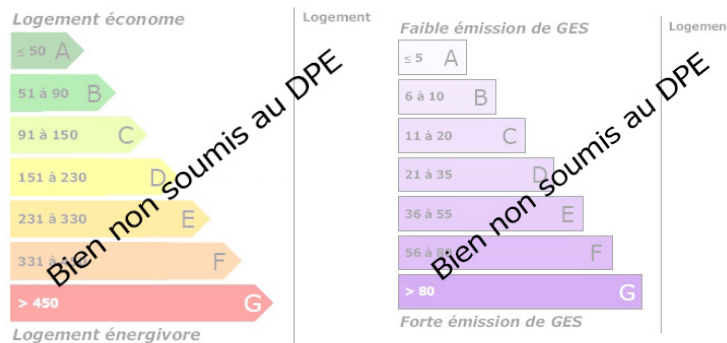 Logement économe
Logement
≤ 50 A
51 à 90 B
91 à 150 C
151 à 230 D
231 à 330 E
331 F
> 450 G
Logement énergivore
Bien non soumis au DPE
Faible émission de GES
Logemen
≤ 5 A
6 à 10 B
11 à 20 C
21 à 35 D
36 à 55 E
56 à 80 F
> 80 G
Forte émission de GES
Bien non soumis au DPE